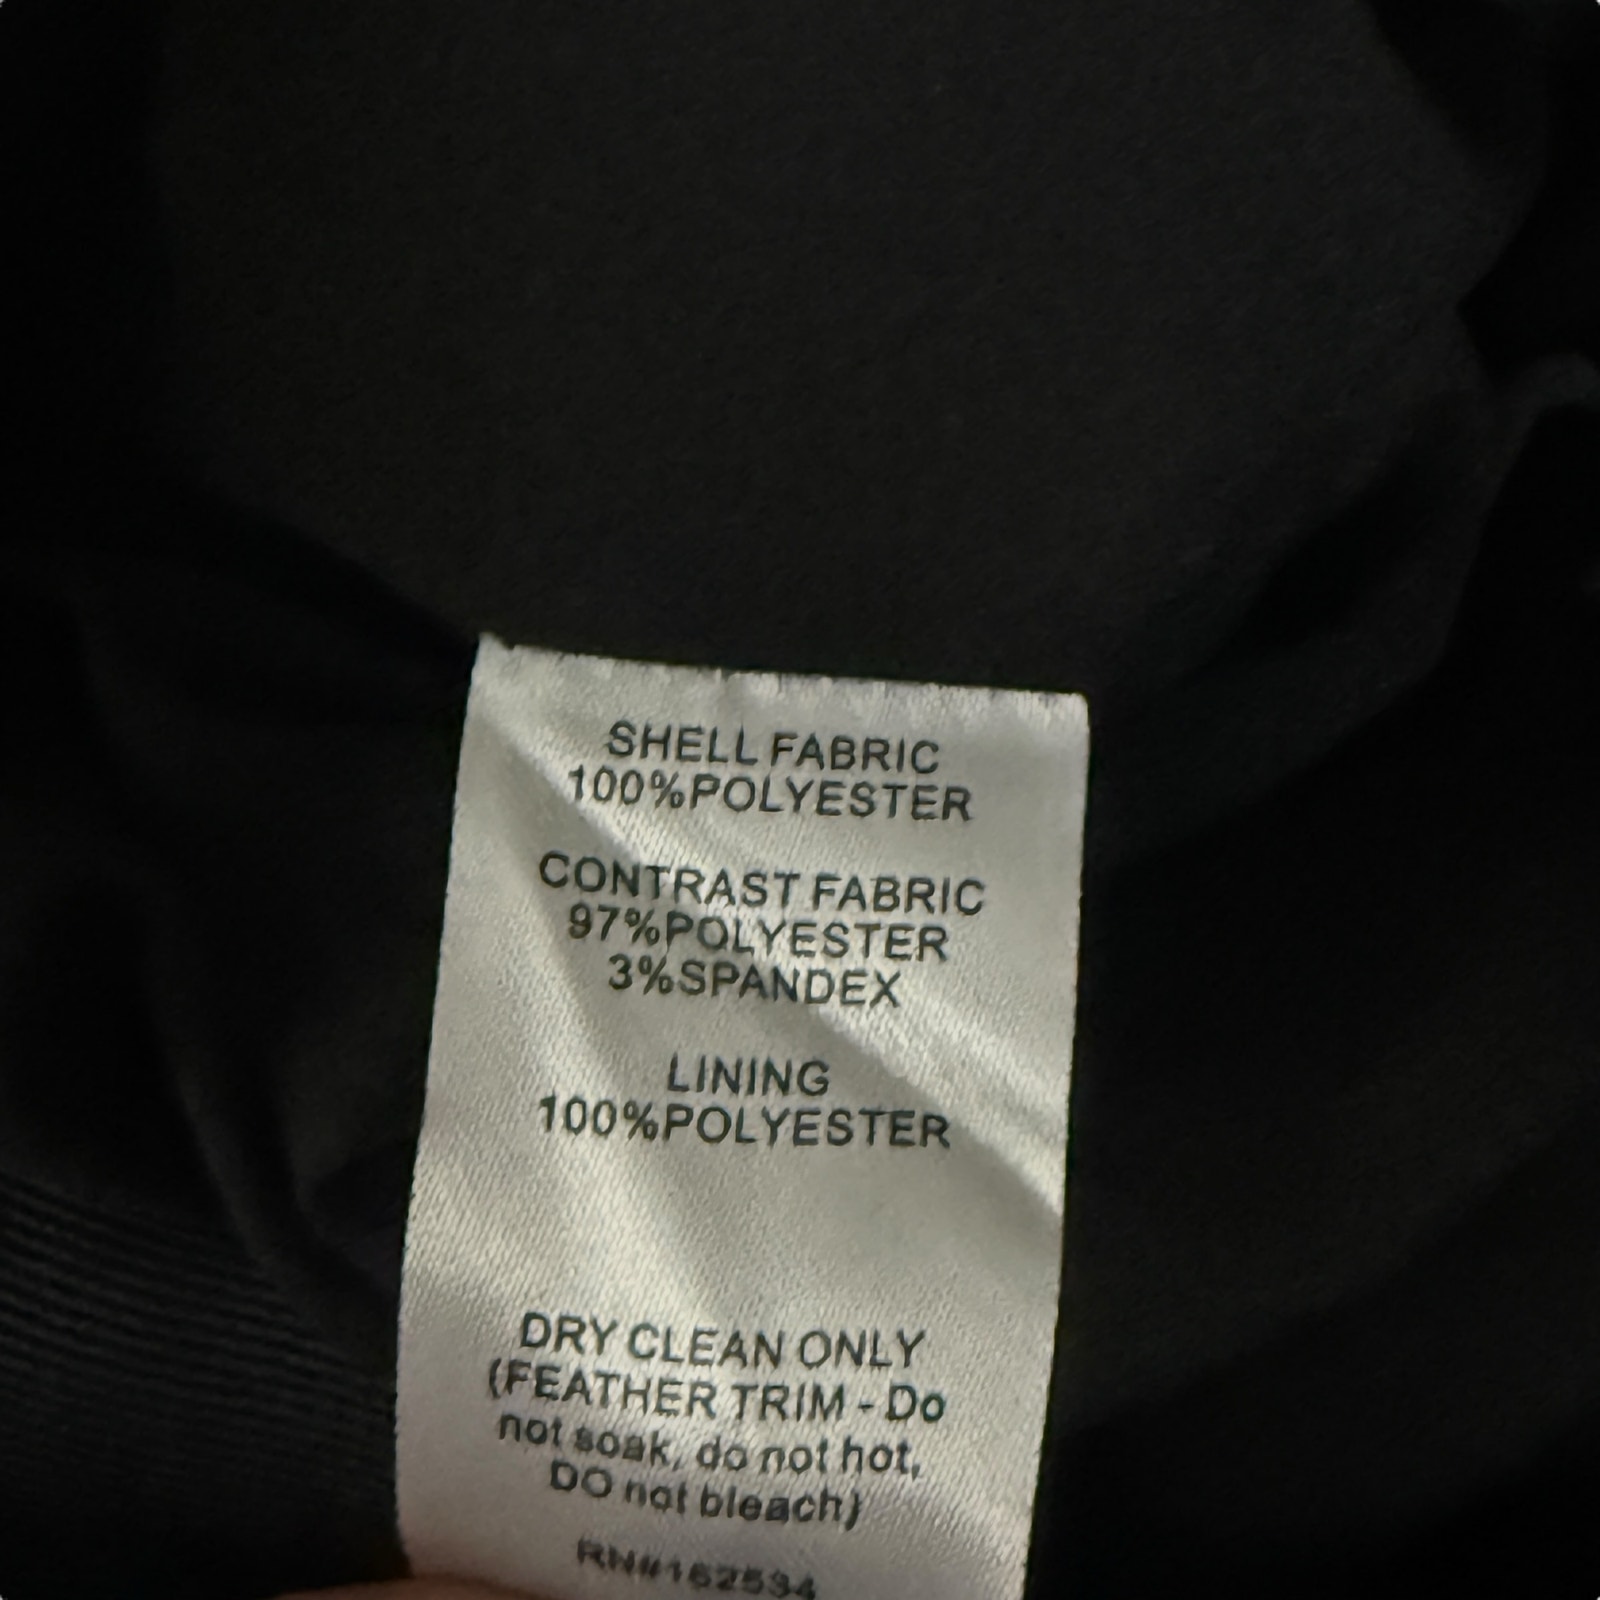 SHELL FABRIC
100%POLYESTER
CONTRAST FABRIC
97%POLYESTER
3%SPANDEX
LINING
100%POLYESTER
DRY CLEAN ONLY
(FEATHER TRIM - Do
not soak, do not hot,
DO not bleach)
RN#162534